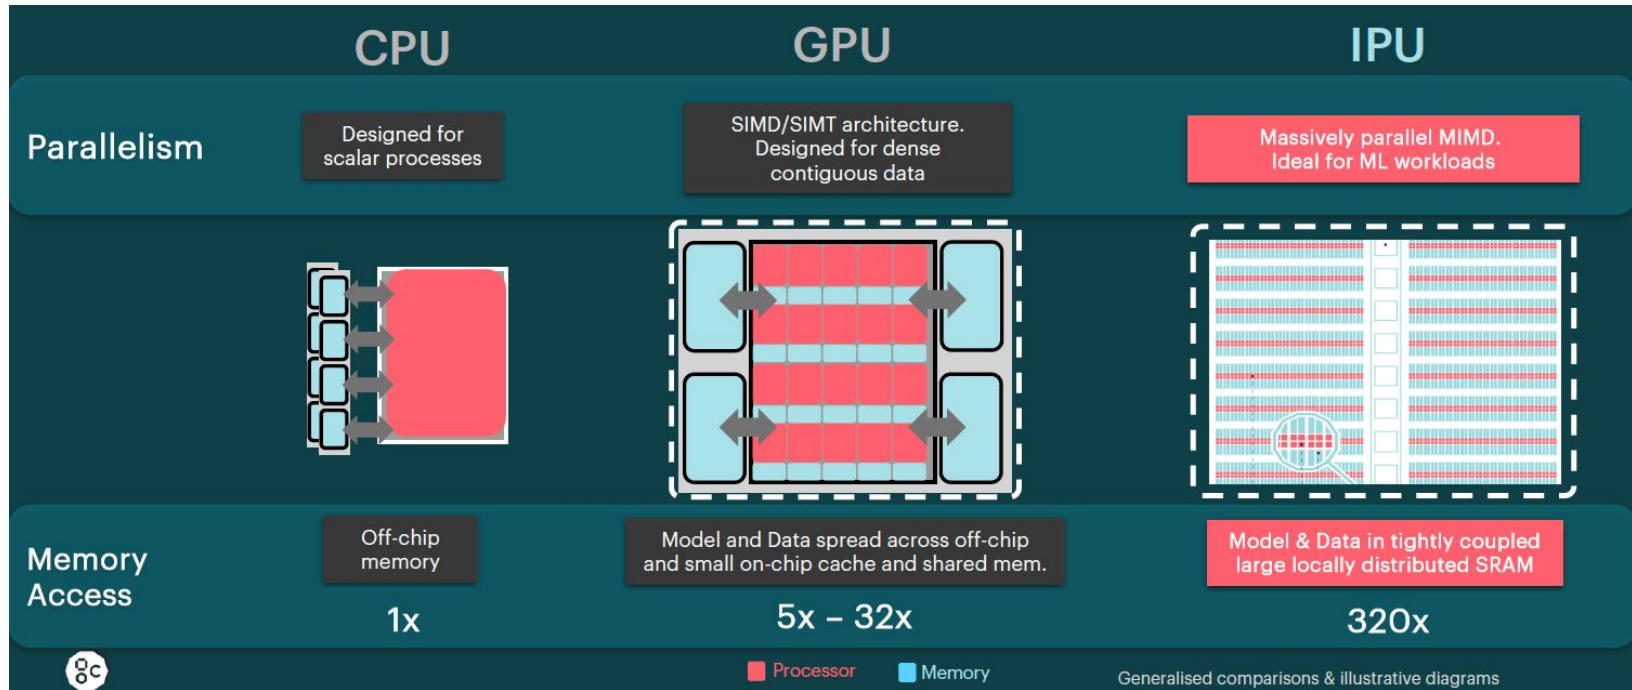 CPU
GPU
IPU
Parallelism
Designed for
scalar processes
SIMD/SIMT architecture.
Designed for dense
contiguous data
Massively parallel MIMD.
Ideal for ML workloads
Memory
Access
Off-chip
memory
1x
Model and Data spread across off-chip
and small on-chip cache and shared mem.
5x – 32x
Model & Data in tightly coupled
large locally distributed SRAM
320x
gc
Processor
Memory
Generalised comparisons & illustrative diagrams